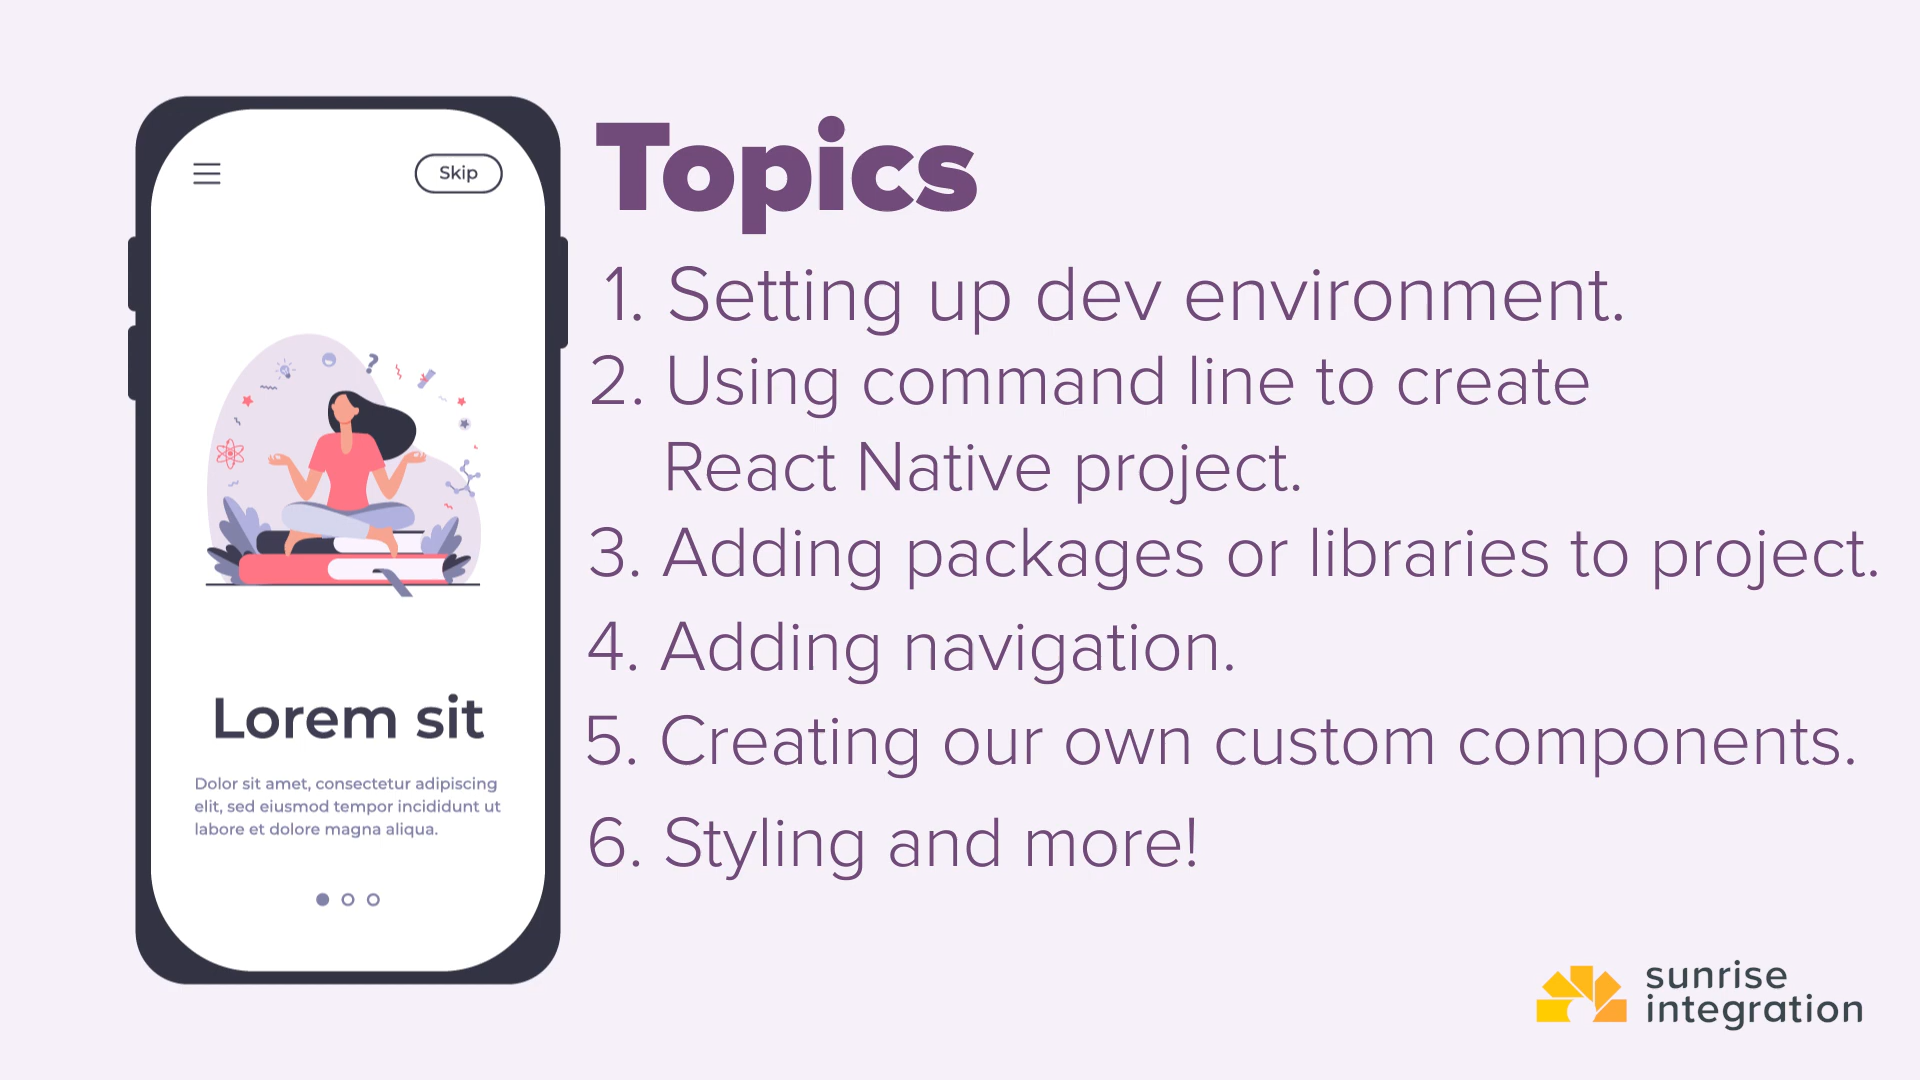 Skip
Lorem sit
Dolor sit amet, consectetur adipiscing
elit, sed eiusmod tempor incididunt ut
labore et dolore magna aliqua.
Topics
1. Setting up dev environment.
2. Using command line to create
React Native project.
3. Adding packages or libraries to project.
4. Adding navigation.
5. Creating our own custom components.
6. Styling and more!
sunrise
integration